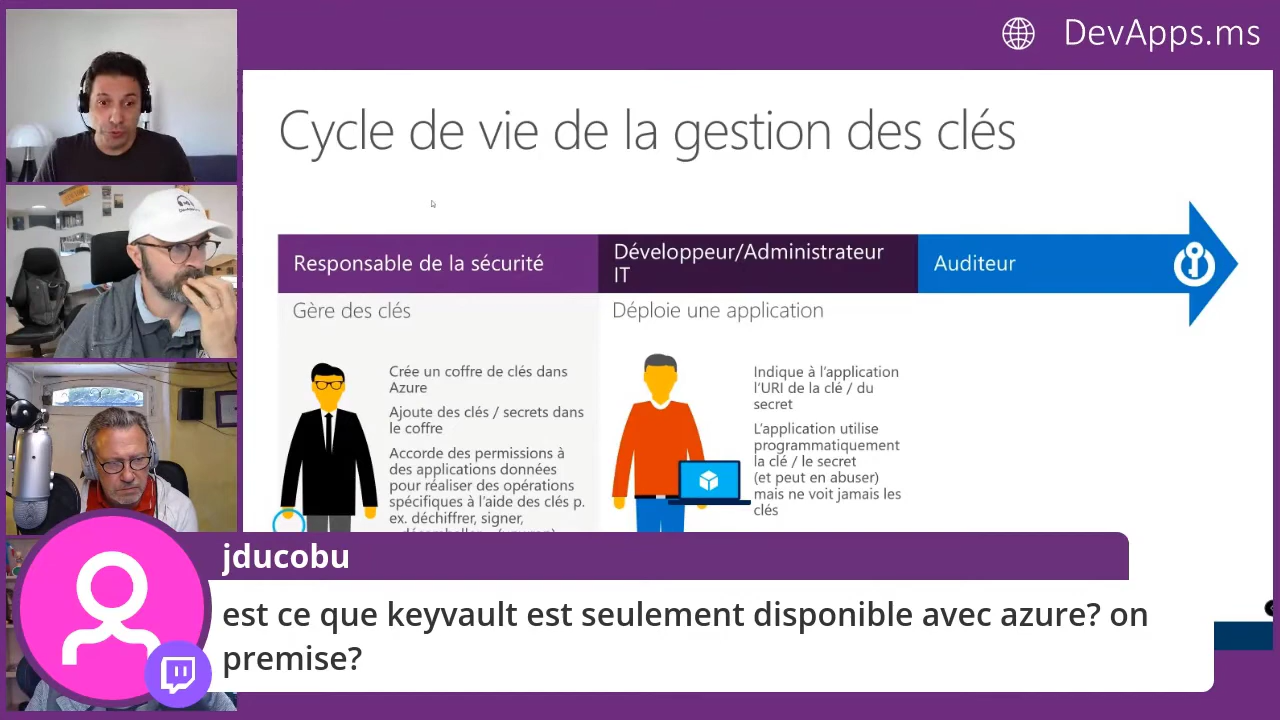 DevApps.ms
Cycle de vie de la gestion des clés
Responsable de la sécurité
Développeur/Administrateur
IT
Auditeur
Gère des clés
Déploie une application
Crée un coffre de clés dans
Azure
Ajoute des clés / secrets dans
le coffre
Accorde des permissions à
des applications données
pour réaliser des opérations
spécifiques à l'aide des clés p.
ex. déchiffrer, signer,
Indique à l'application
l'URI de la clé / du
secret
L'application utilise
programmatiquement
la clé / le secret
(et peut en abuser)
mais ne voit jamais les
clés
jducobu
est ce que keyvault est seulement disponible avec azure? on
premise?